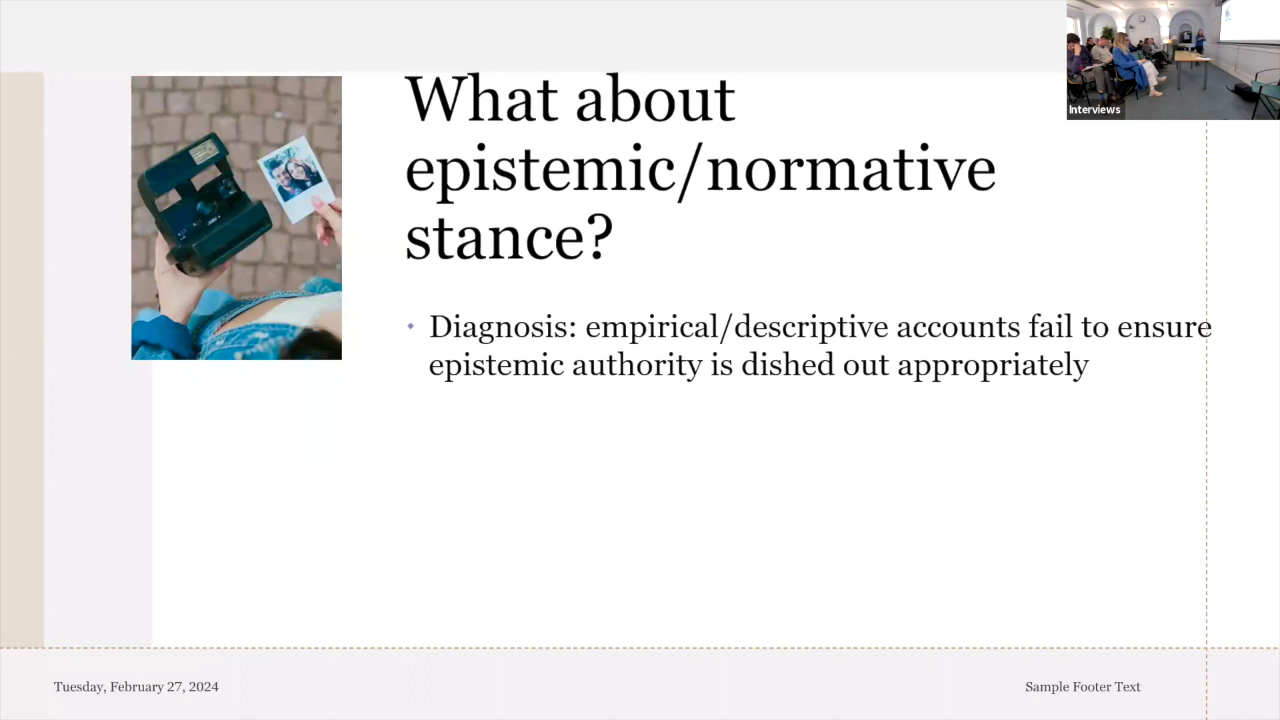 What about
epistemic/normative
stance?
Interviews
Diagnosis: empirical/descriptive accounts fail to ensure
epistemic authority is dished out appropriately
Tuesday, February 27, 2024
Sample Footer Text